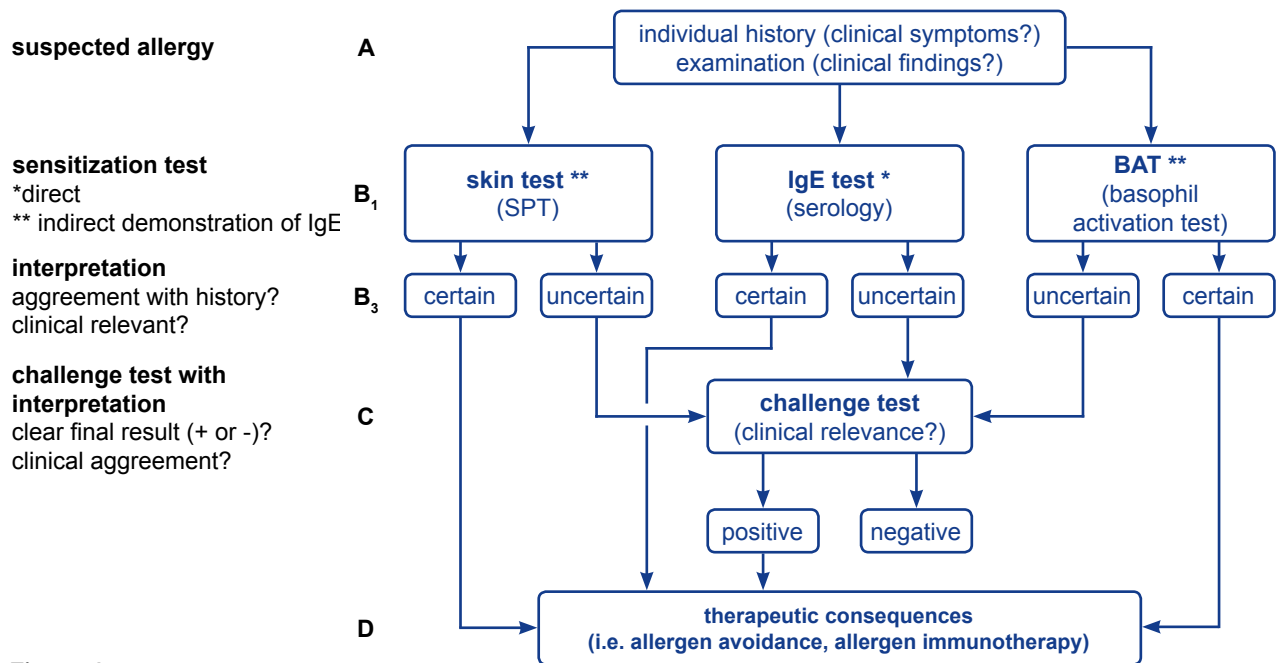 suspected allergy
A
individual history (clinical symptoms?)
examination (clinical findings?)
sensitization test
*direct
** indirect demonstration of IgE
B1
skin test **
(SPT)
IgE test *
(serology)
BAT **
(basophil
activation test)
interpretation
aggreement with history?
clinical relevant?
B3
certain
uncertain
certain
uncertain
uncertain
certain
challenge test with
interpretation
clear final result (+ or -)?
clinical aggreement?
C
challenge test
(clinical relevance?)
positive
negative
D
therapeutic consequences
(i.e. allergen avoidance, allergen immunotherapy)